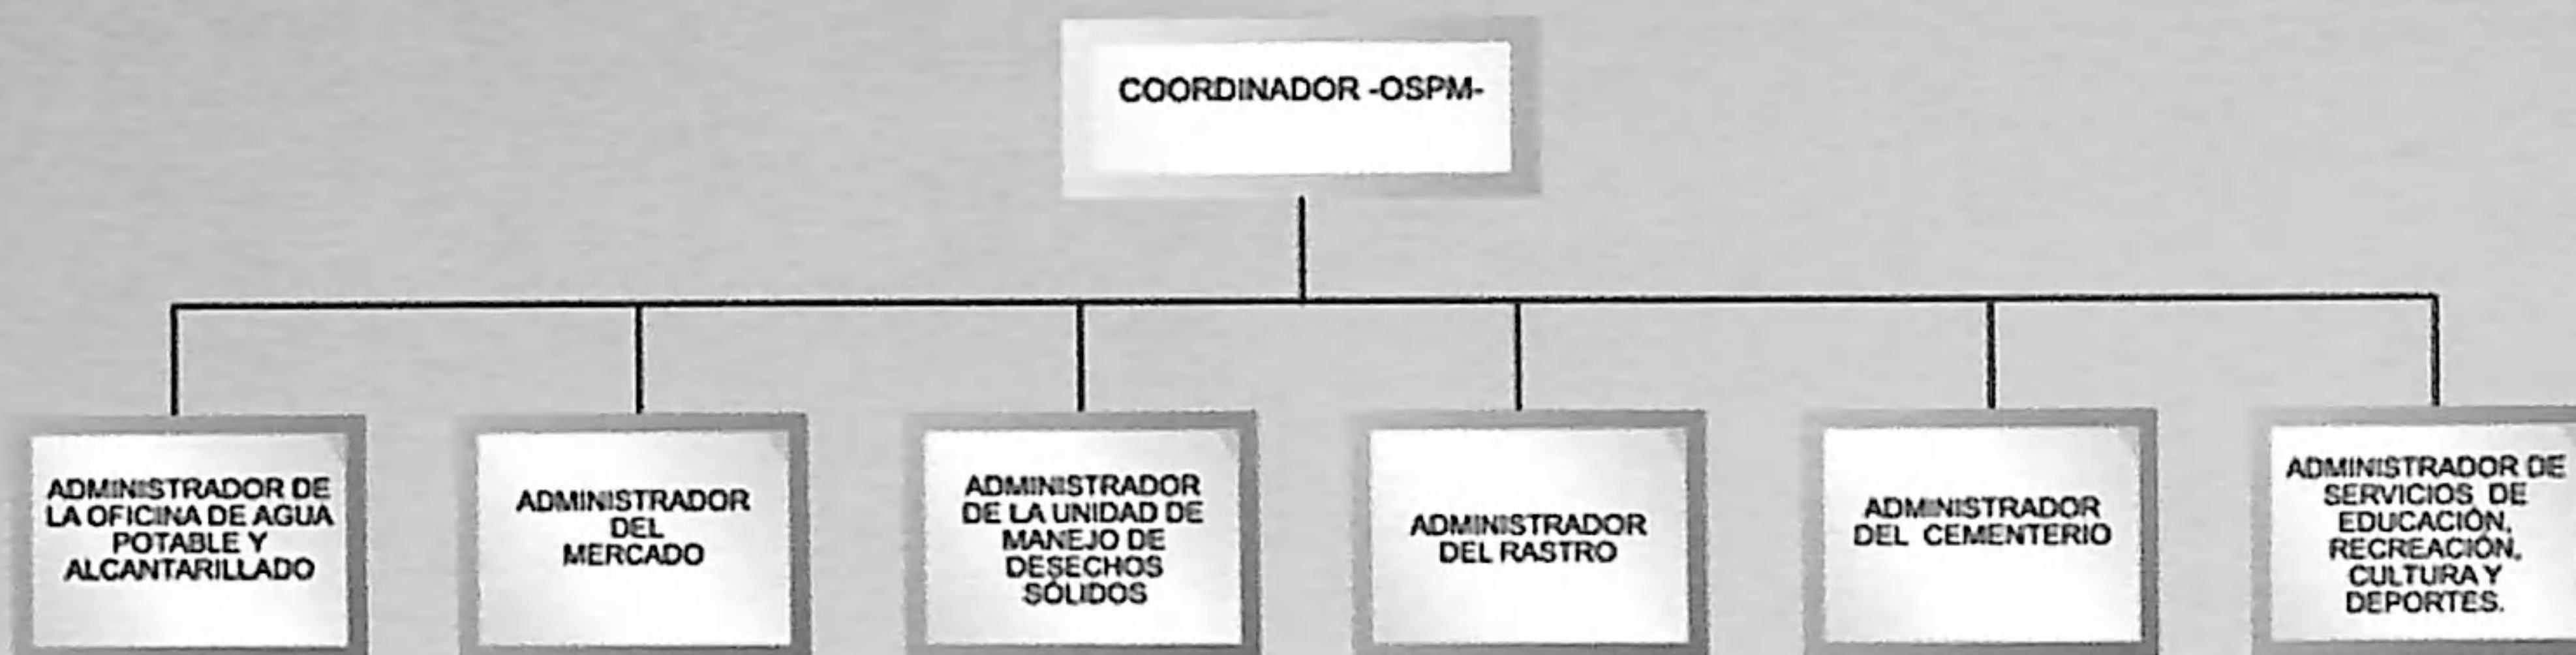 COORDINADOR -OSPM-
ADMINISTRADOR DE
LA OFICINA DE AGUA
POTABLE Y
ALCANTARILLADO
ADMINISTRADOR
DEL
MERCADO
ADMINISTRADOR
DE LA UNIDAD DE
MANEJO DE
DESECHOS
SÓLIDOS
ADMINISTRADOR
DEL RASTRO
ADMINISTRADOR
DEL CEMENTERIO
ADMINISTRADOR DE
SERVICIOS DE
EDUCACIÓN,
RECREACIÓN,
CULTURA Y
DEPORTES.